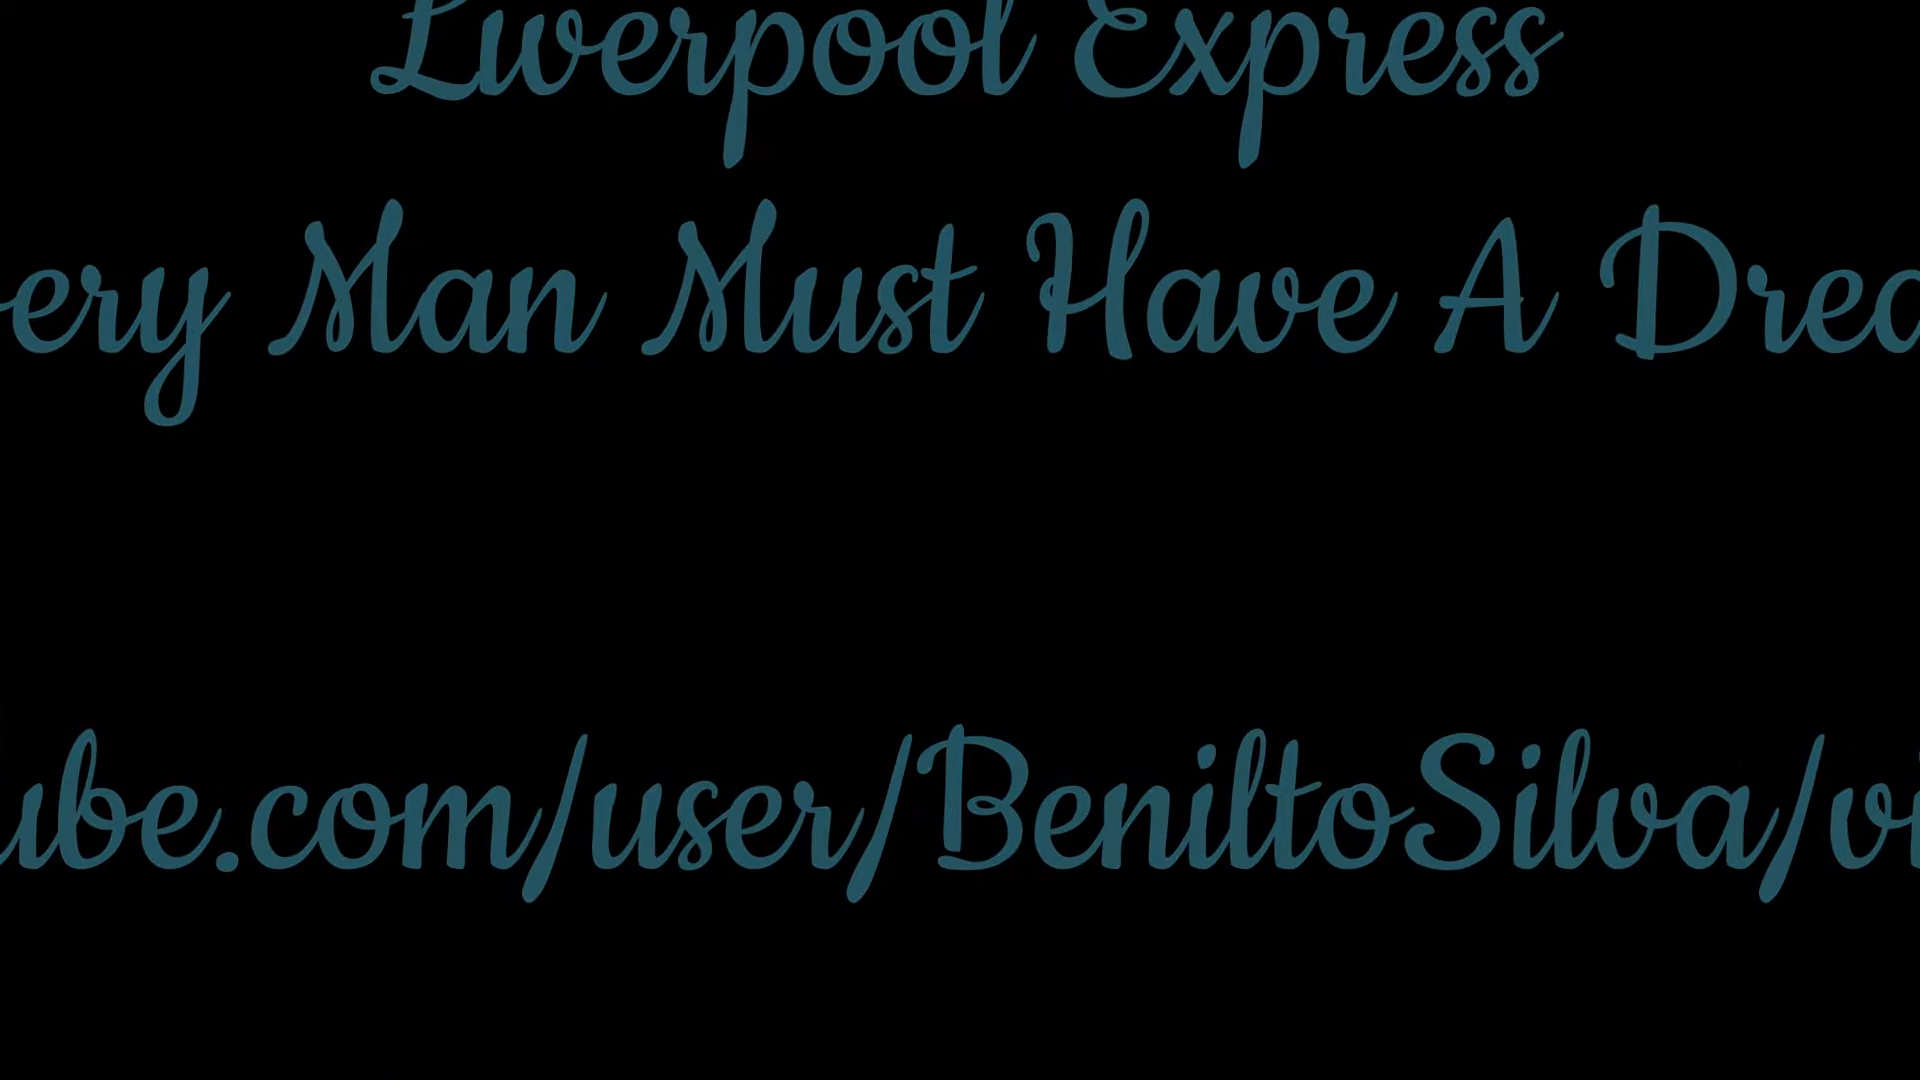 Liverpool Express
ery Man Must Have A Drea
ube.com/user/BeniltoSilva/vi